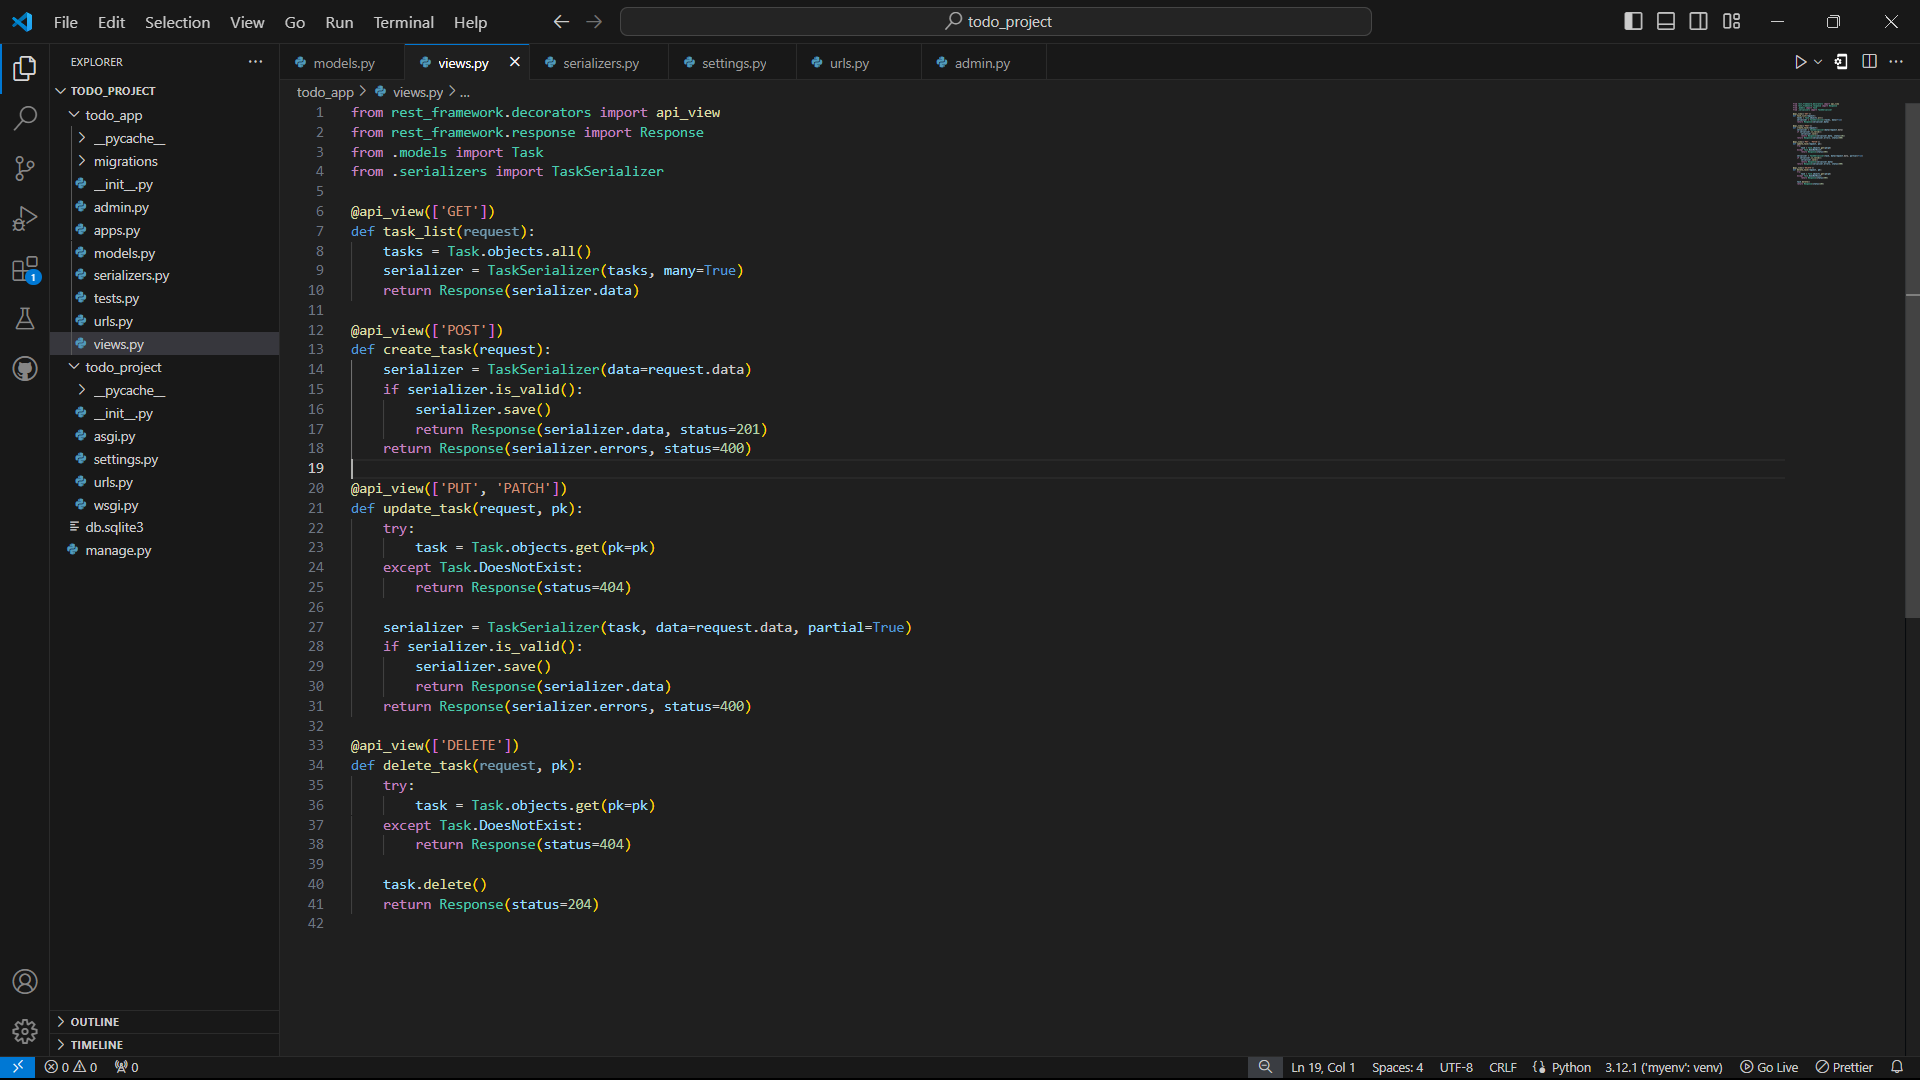 File Edit Selection View Go Run Terminal Help
todo_project
EXPLORER
TODO_PROJECT
todo_app
__pycache__
migrations
__init__.py
admin.py
apps.py
models.py
serializers.py
tests.py
urls.py
views.py
todo_project
__pycache__
__init__.py
asgi.py
settings.py
urls.py
wsgi.py
db.sqlite3
manage.py
OUTLINE
TIMELINE
1
models.py views.py serializers.py settings.py urls.py admin.py
todo_app > views.py > ...
1 from rest_framework.decorators import api_view
2 from rest_framework.response import Response
3 from .models import Task
4 from .serializers import TaskSerializer
5
6 @api_view(['GET'])
7 def task_list(request):
8     tasks = Task.objects.all()
9     serializer = TaskSerializer(tasks, many=True)
10     return Response(serializer.data)
11
12 @api_view(['POST'])
13 def create_task(request):
14     serializer = TaskSerializer(data=request.data)
15     if serializer.is_valid():
16         serializer.save()
17         return Response(serializer.data, status=201)
18     return Response(serializer.errors, status=400)
19
20 @api_view(['PUT', 'PATCH'])
21 def update_task(request, pk):
22     try:
23         task = Task.objects.get(pk=pk)
24     except Task.DoesNotExist:
25         return Response(status=404)
26
27     serializer = TaskSerializer(task, data=request.data, partial=True)
28     if serializer.is_valid():
29         serializer.save()
30         return Response(serializer.data)
31     return Response(serializer.errors, status=400)
32
33 @api_view(['DELETE'])
34 def delete_task(request, pk):
35     try:
36         task = Task.objects.get(pk=pk)
37     except Task.DoesNotExist:
38         return Response(status=404)
39
40     task.delete()
41     return Response(status=204)
42
0 0 0 Ln 19, Col 1 Spaces: 4 UTF-8 CRLF Python 3.12.1 ('myenv': venv) Go Live Prettier